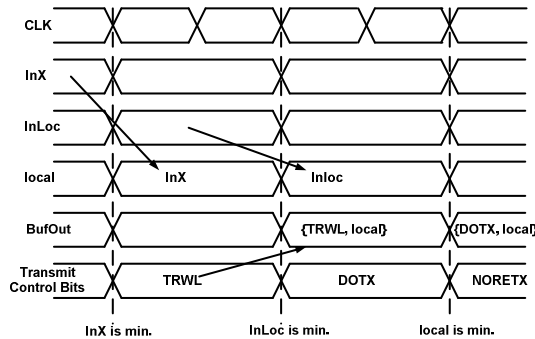 CLK
InX
InLoc
local InX Inloc
BufOut {TRWL, local} {DOTX, local}
Transmit
Control Bits TRWL DOTX NORETX
InX is min. InLoc is min. local is min.